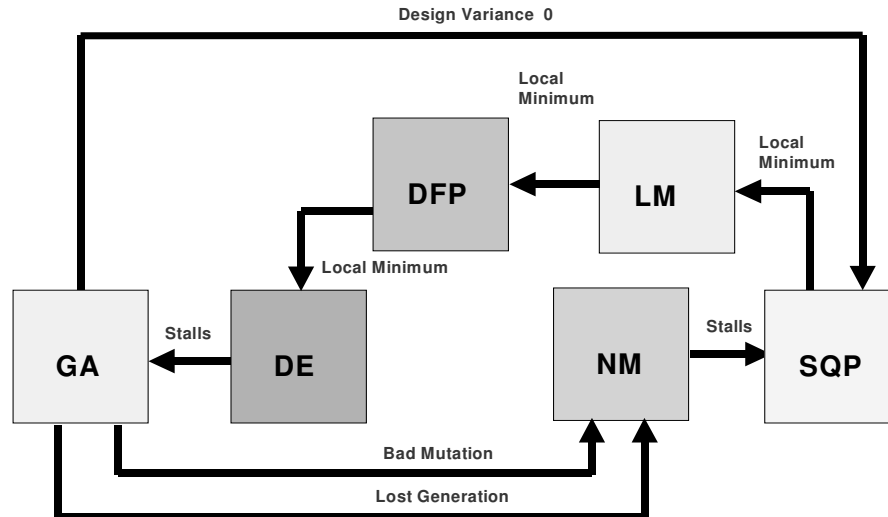 Design Variance 0
Local
Minimum
Local
Minimum
DFP
LM
Local Minimum
Stalls
Stalls
GA
DE
NM
SQP
Bad Mutation
Lost Generation